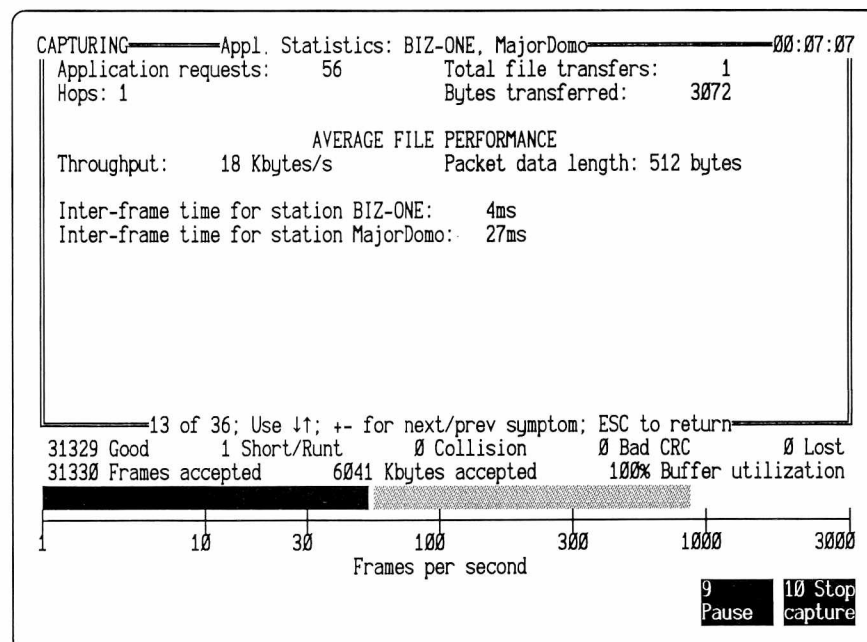 CAPTURING Appl. Statistics: BIZ-ONE, MajorDomo 00:07:07
Application requests: 56 Total file transfers: 1
Hops: 1 Bytes transferred: 3072
AVERAGE FILE PERFORMANCE
Throughput: 18 Kbytes/s Packet data length: 512 bytes
Inter-frame time for station BIZ-ONE: 4ms
Inter-frame time for station MajorDomo: 27ms
13 of 36; Use ↓↑; +- for next/prev symptom; ESC to return
31329 Good 1 Short/Runt 0 Collision 0 Bad CRC 0 Lost
31330 Frames accepted 6041 Kbytes accepted 100% Buffer utilization
1 10 30 100 300 1000 3000
Frames per second
9 10 Stop
Pause capture